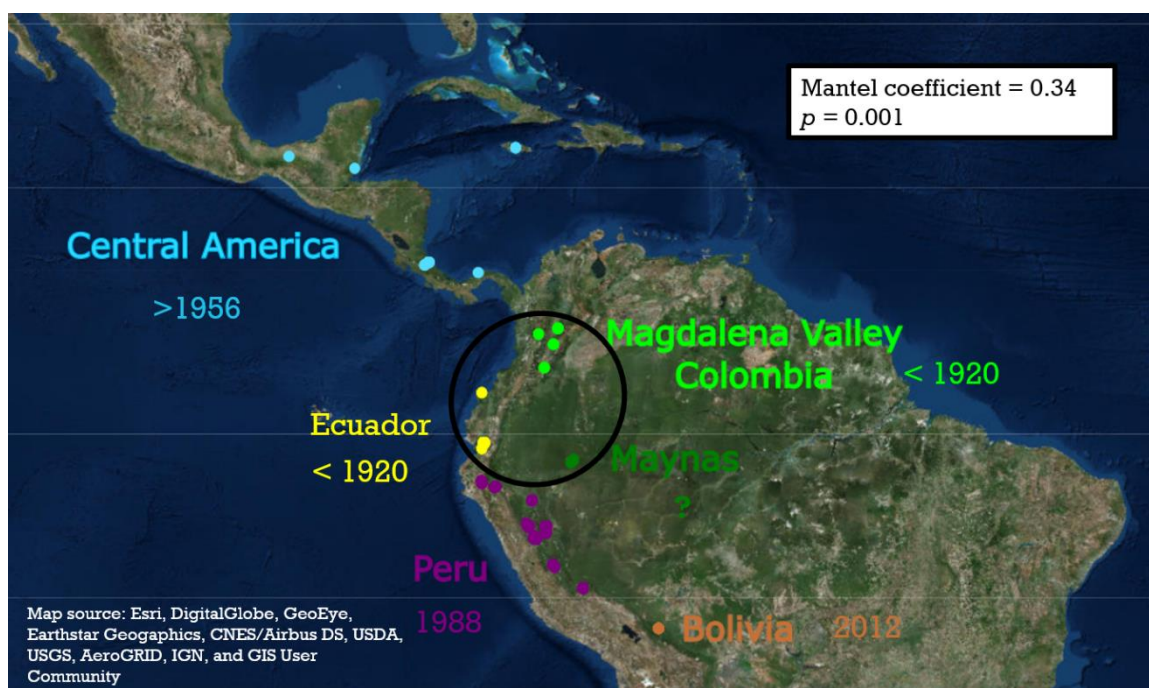 Mantel coefficient = 0.34
p = 0.001
Central America
>1956
Magdalena Valley
Colombia
< 1920
Ecuador
< 1920
Maynas
?
Peru
1988
Bolivia
2012
Map source: Esri, DigitalGlobe, GeoEye,
Earthstar Geogaphics, CNES/Airbus DS, USDA,
USGS, AeroGRID, IGN, and GIS User
Community